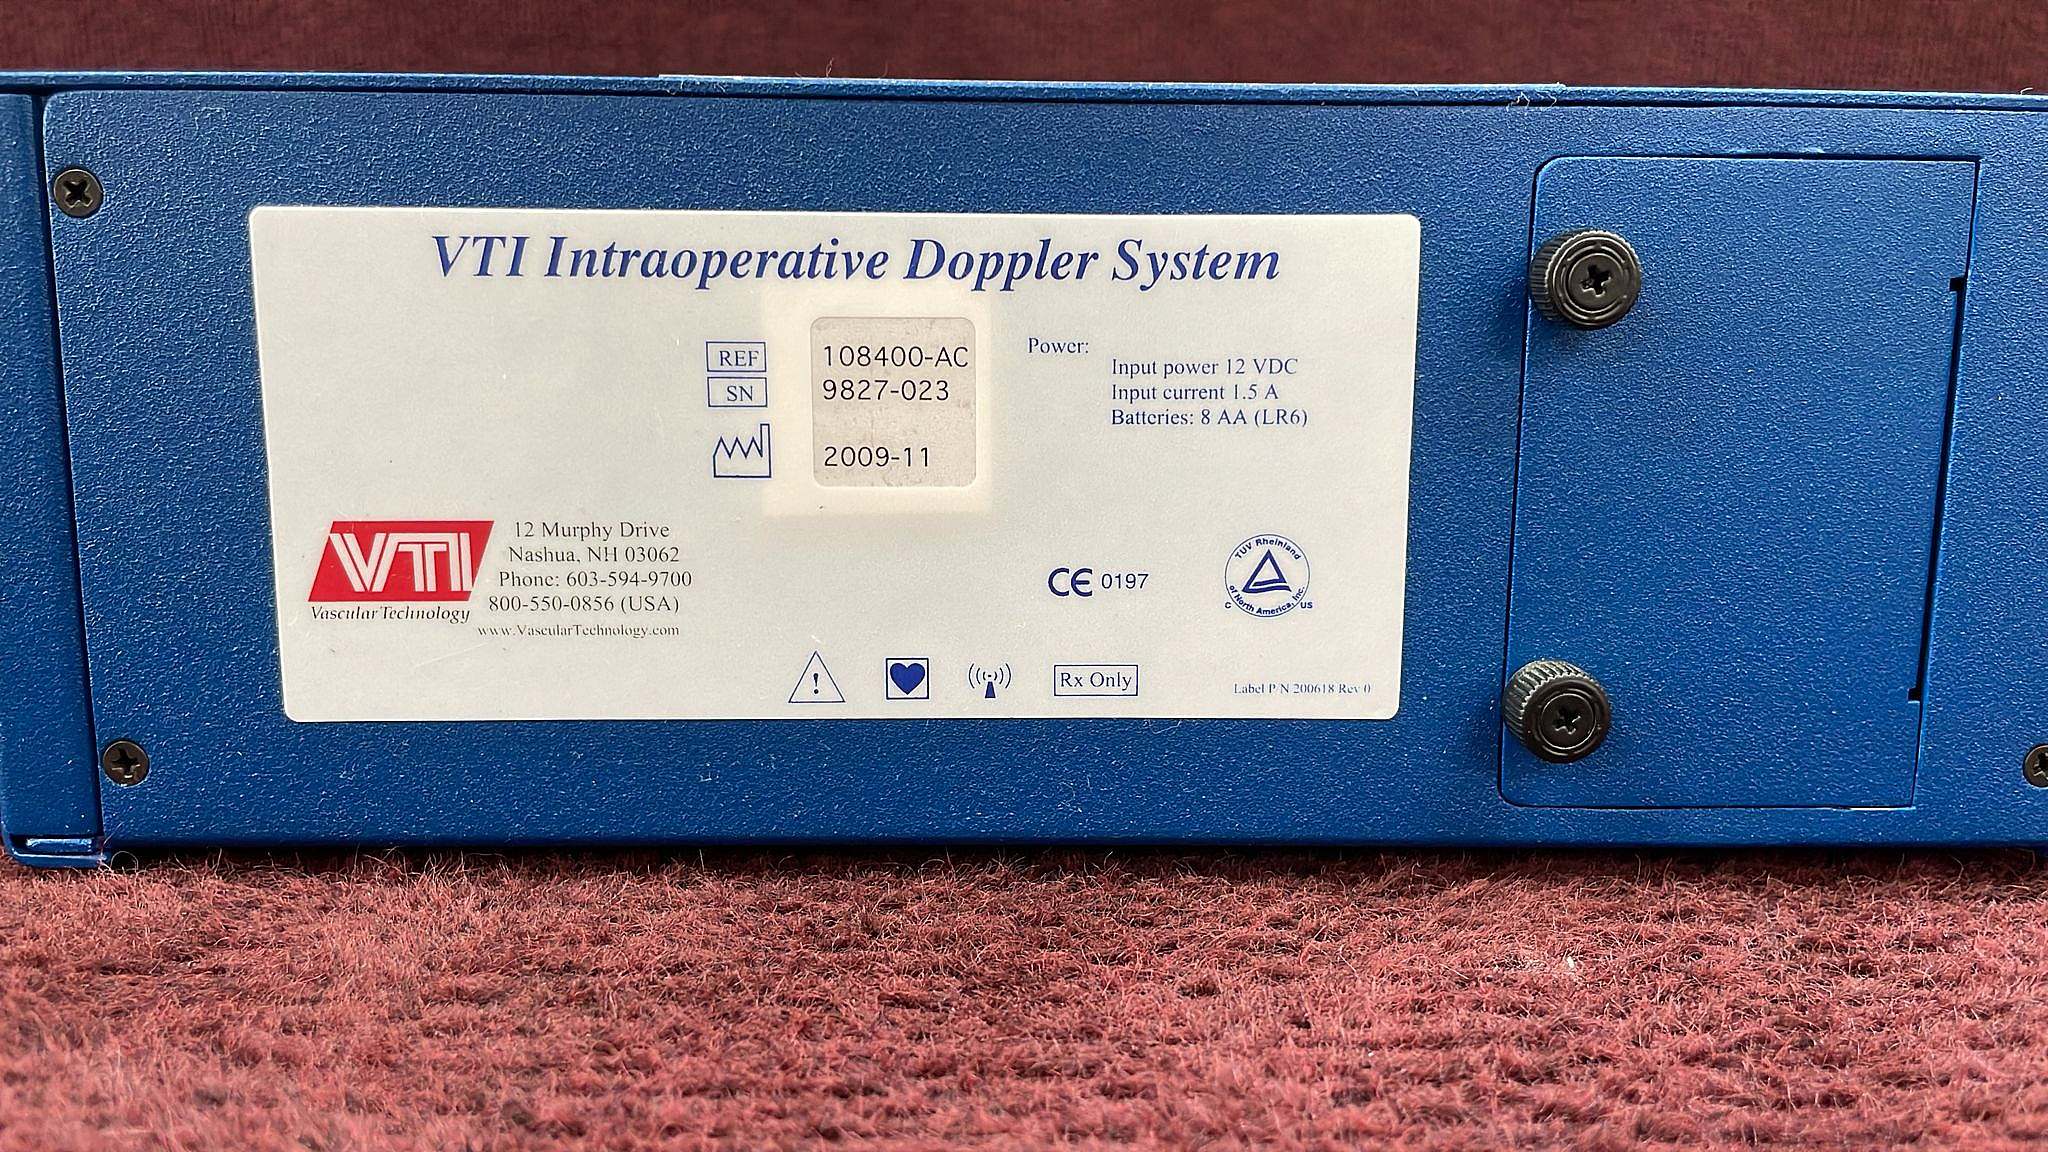 VTI Intraoperative Doppler System
REF 108400-AC
SN 9827-023
2009-11
Power:
Input power 12 VDC
Input current 1.5 A
Batteries: 8 AA (LR6)
VTI
Vascular Technology
12 Murphy Drive
Nashua, NH 03062
Phone: 603-594-9700
800-550-0856 (USA)
www.VascularTechnology.com
CE 0197
TUV Rheinland
of North America, Inc.
C US
!
Rx Only
Label P/N 200618 Rev 0